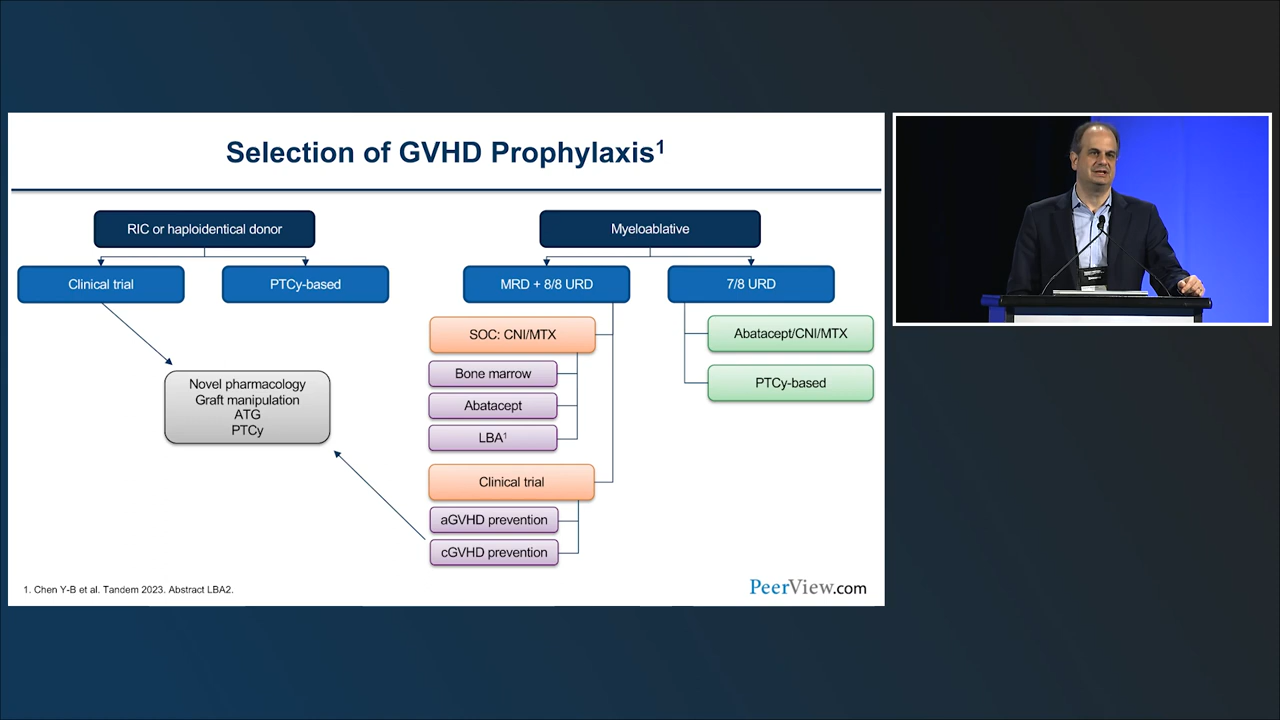 Selection of GVHD Prophylaxis¹
RIC or haploidentical donor
Clinical trial
PTCy-based
Novel pharmacology
Graft manipulation
ATG
PTCy
Myeloablative
MRD + 8/8 URD
7/8 URD
SOC: CNI/MTX
Bone marrow
Abatacept
LBA¹
Clinical trial
aGVHD prevention
cGVHD prevention
Abatacept/CNI/MTX
PTCy-based
1. Chen Y-B et al. Tandem 2023. Abstract LBA2.
PeerView.com